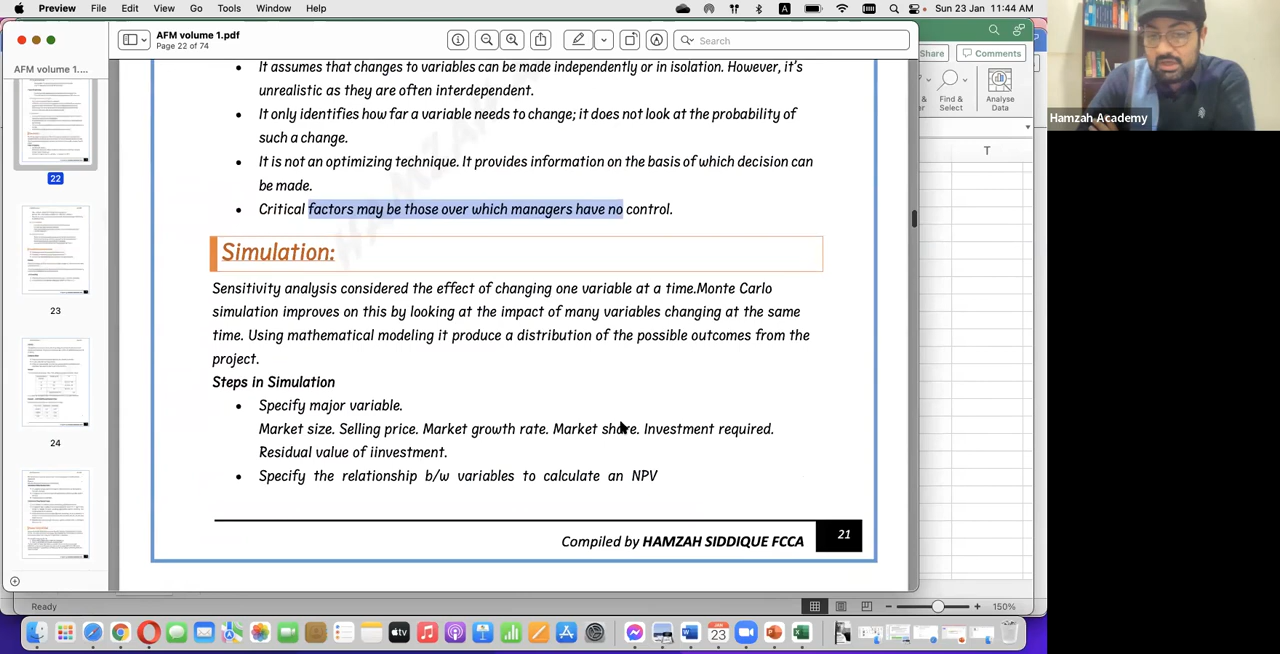 Preview File Edit View Go Tools Window Help A Sun 23 Jan 11:44 AM
AFM volume 1.pdf
Page 22 of 74
Search
AFM volume 1....
22
23
24
It assumes that changes to variable can be made independently or in isolation. However, it's
unrealistic as they are often interdependent.
It only identifies how far a variable needs to change; it does not look at the probability of
such a change.
It is not an optimizing technique. It provides information on the basis of which decision can
be made.
Critical factors may be those over which managers have no control.
Simulation:
Sensitivity analysis considered the effect of changing one variable at a time.Monte Carlo
simulation improves on this by looking at the impact of many variables changing at the same
time. Using mathematical modeling it produce a distribution of the possible outcomes from the
project.
Steps in Simulation
Specify major variable.
Market size. Selling price. Market growth rate. Market share. Investment required.
Residual value of iinvestment.
Specify the relationship b/w variables to calculate an NPV
Compiled by HAMZAH SIDDIQUE FCCA
21
Share
Comments
Find &
Select
Analyse
Data
T
Ready
150%
Hamzah Academy
tv
JAN
23